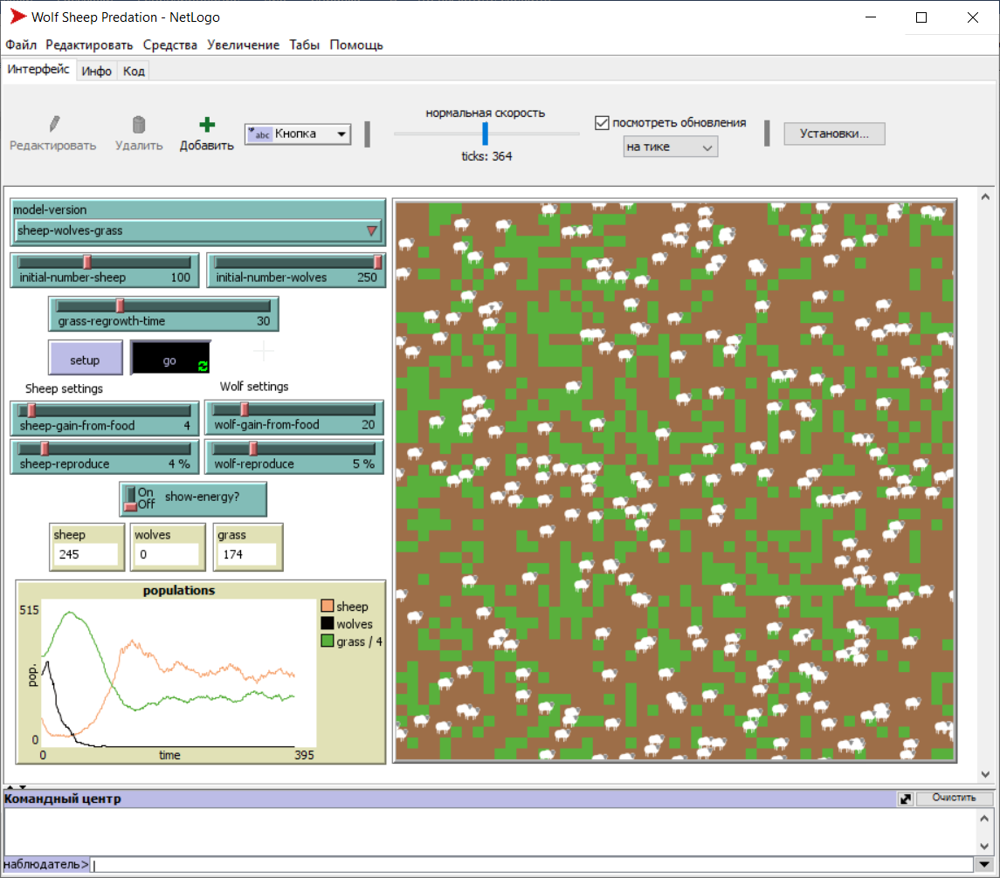 Wolf Sheep Predation - NetLogo
Файл Редактировать Средства Увеличение Табы Помощь
Интерфейс Инфо Код
Редактировать Удалить Добавить abc Кнопка
нормальная скорость
ticks: 364
посмотреть обновления
на тике
Установки...
model-version
sheep-wolves-grass
initial-number-sheep 100
initial-number-wolves 250
grass-regrowth-time 30
setup go
Sheep settings
Wolf settings
sheep-gain-from-food 4
wolf-gain-from-food 20
sheep-reproduce 4 %
wolf-reproduce 5 %
On
Off
show-energy?
sheep wolves grass
245 0 174
populations
515
pop.
0
0 time 395
sheep
wolves
grass / 4
Командный центр
Очистить
наблюдатель>